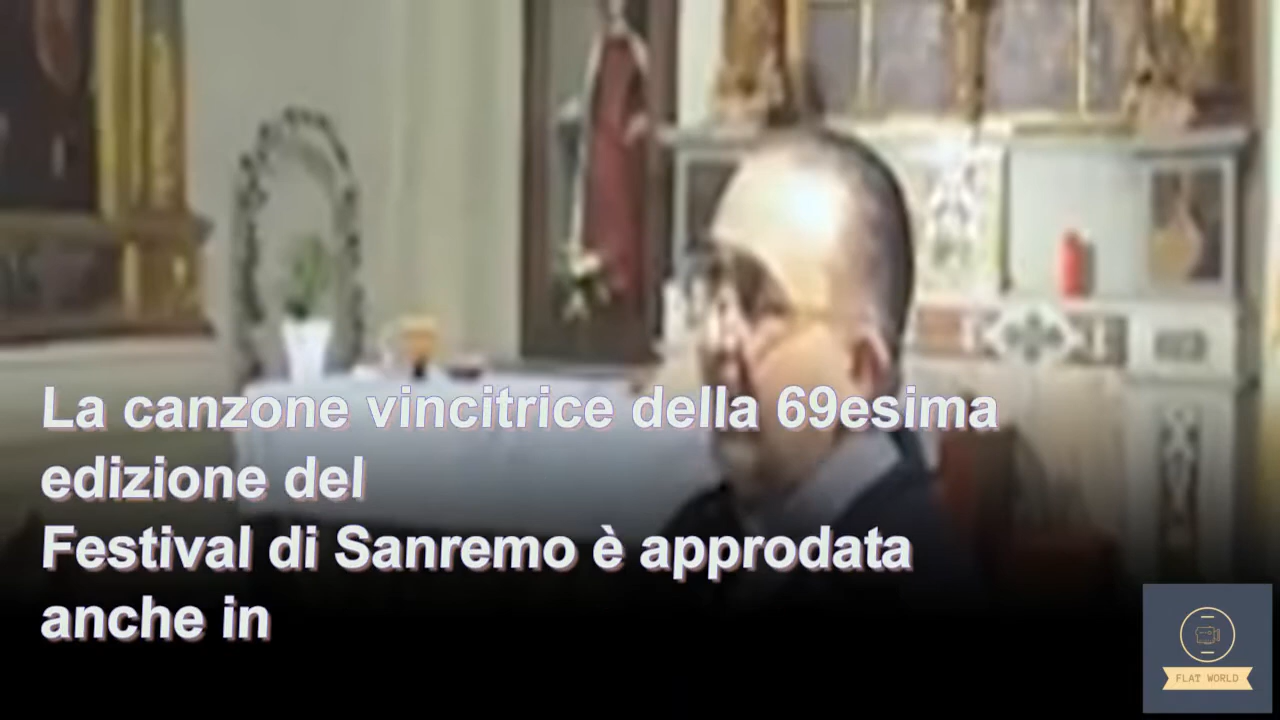 La canzone vincitrice della 69esima
edizione del
Festival di Sanremo è approdata
anche in
FLAT WORLD